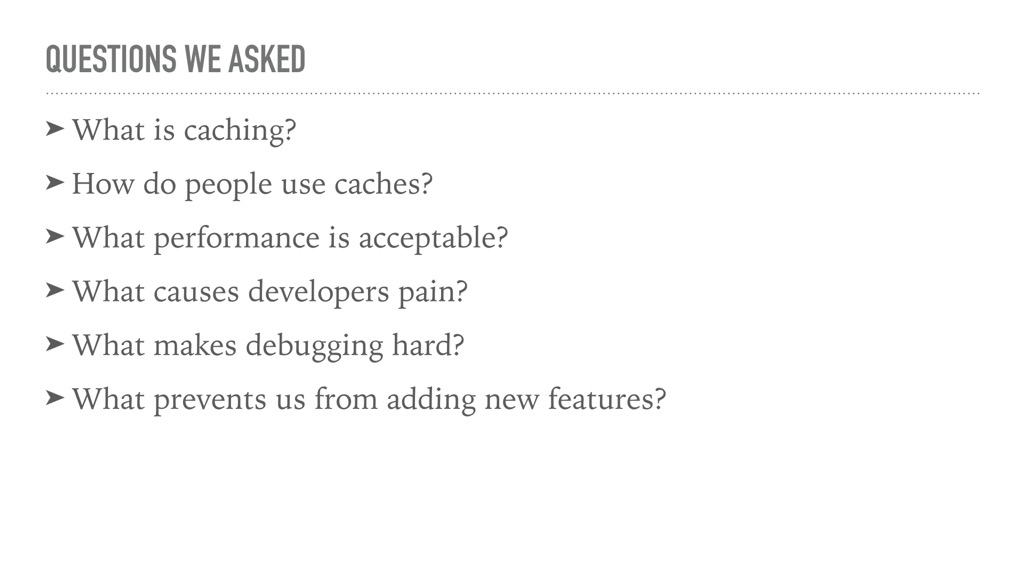 QUESTIONS WE ASKED
➤ What is caching?
➤ How do people use caches?
➤ What performance is acceptable?
➤ What causes developers pain?
➤ What makes debugging hard?
➤ What prevents us from adding new features?